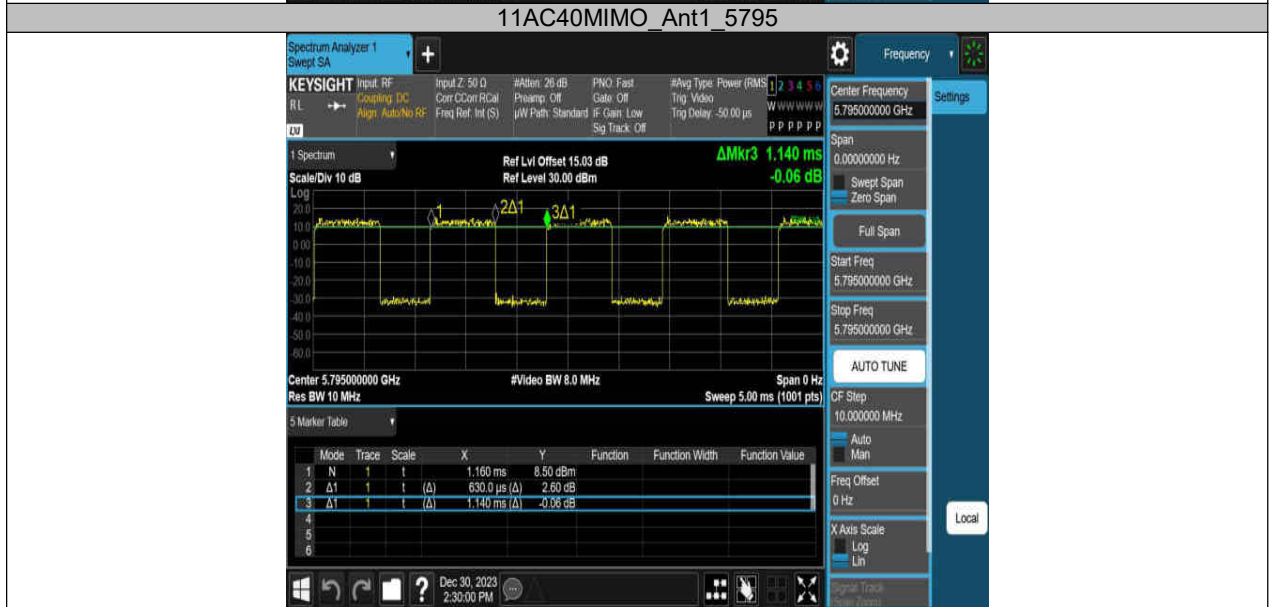 11AC40MIMO_Ant1_5795
Spectrum Analyzer 1
Swept SA
+
Frequency
KEYSIGHT
RL
LXI
Input: RF
Coupling: DC
Align: Auto/No RF
Input Z: 50 Ω
Corr CCorr RCal
Freq Ref: Int (S)
#Atten: 26 dB
Preamp: Off
µW Path: Standard
PNO: Fast
Gate: Off
IF Gain: Low
Sig Track: Off
#Avg Type: Power (RMS
Trig: Video
Trig Delay: -50.00 µs
1 2 3 4 5 6
W W W W W W
P P P P P P
Center Frequency
5.795000000 GHz
Settings
Span
0.00000000 Hz
Swept Span
Zero Span
Full Span
Start Freq
5.795000000 GHz
Stop Freq
5.795000000 GHz
AUTO TUNE
CF Step
10.000000 MHz
Auto
Man
Freq Offset
0 Hz
X Axis Scale
Log
Lin
Signal Track
(Span Zoom)
Local
1 Spectrum
Scale/Div 10 dB
Ref Lvl Offset 15.03 dB
Ref Level 30.00 dBm
ΔMkr3 1.140 ms
-0.06 dB
Log
20.0
10.0
0.00
-10.0
-20.0
-30.0
-40.0
-50.0
-60.0
1
2Δ1
3Δ1
Center 5.795000000 GHz
Res BW 10 MHz
#Video BW 8.0 MHz
Span 0 Hz
Sweep 5.00 ms (1001 pts)
5 Marker Table
Mode Trace Scale X Y Function Function Width Function Value
1 N 1 t 1.160 ms 8.50 dBm
2 Δ1 1 t (Δ) 630.0 µs (Δ) 2.60 dB
3 Δ1 1 t (Δ) 1.140 ms (Δ) -0.06 dB
4
5
6
?
Dec 30, 2023
2:30:00 PM